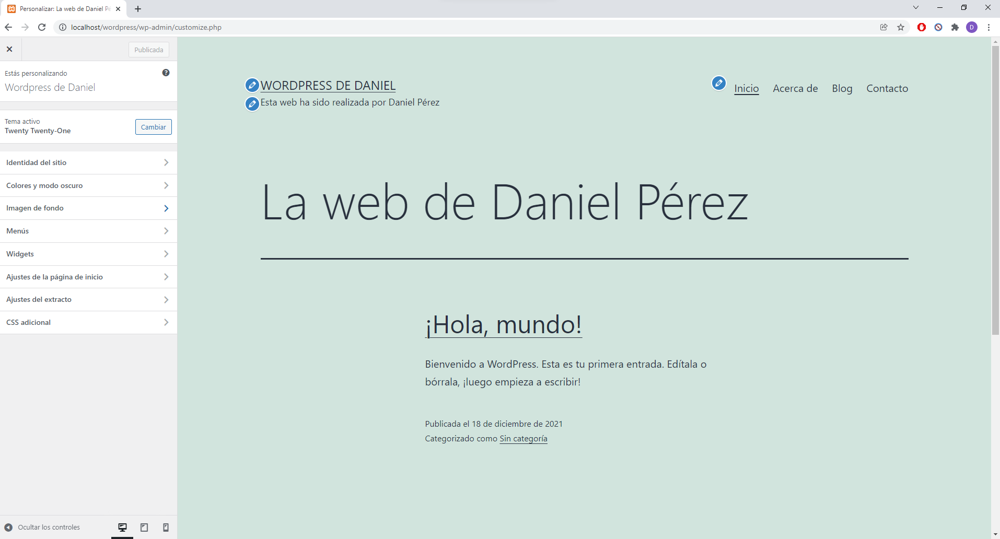 Personalizar: La web de Daniel Pé
localhost/wordpress/wp-admin/customize.php
D
Publicada
Estás personalizando
Wordpress de Daniel
Tema activo
Twenty Twenty-One
Cambiar
Identidad del sitio
Colores y modo oscuro
Imagen de fondo
Menús
Widgets
Ajustes de la página de inicio
Ajustes del extracto
CSS adicional
Ocultar los controles
WORDPRESS DE DANIEL
Esta web ha sido realizada por Daniel Pérez
Inicio Acerca de Blog Contacto
La web de Daniel Pérez
¡Hola, mundo!
Bienvenido a WordPress. Esta es tu primera entrada. Edítala o
bórrala, ¡luego empieza a escribir!
Publicada el 18 de diciembre de 2021
Categorizado como Sin categoría